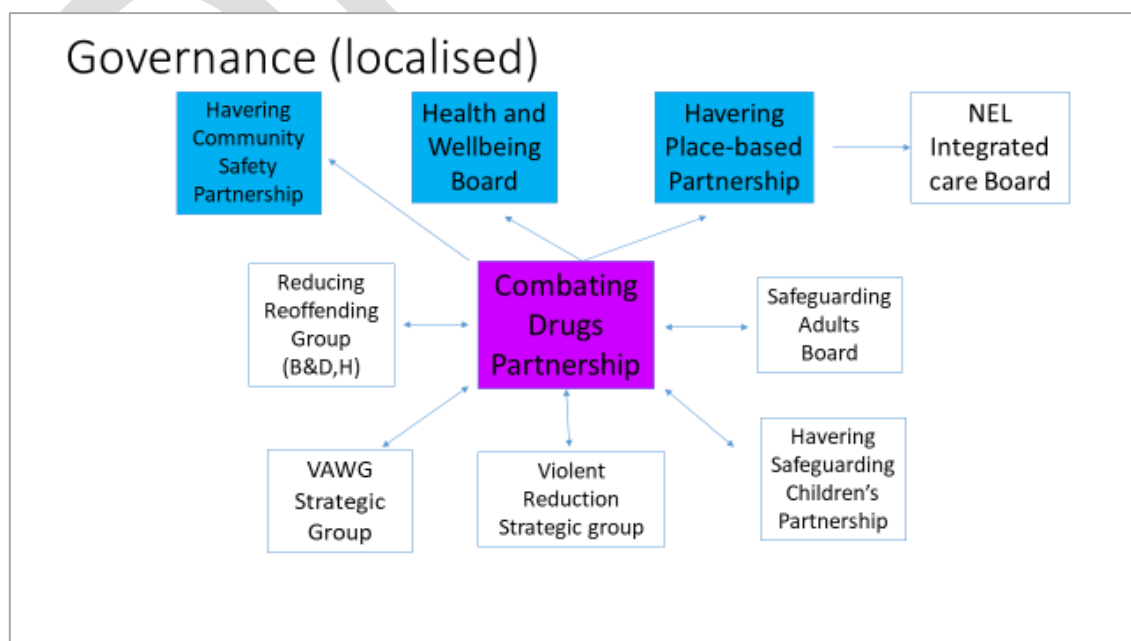 Governance (localised)
Havering
Community
Safety
Partnership
Health and
Wellbeing
Board
Havering
Place-based
Partnership
NEL
Integrated
care Board
Reducing
Reoffending
Group
(B&D,H)
Combating
Drugs
Partnership
Safeguarding
Adults
Board
VAWG
Strategic
Group
Violent
Reduction
Strategic group
Havering
Safeguarding
Children’s
Partnership